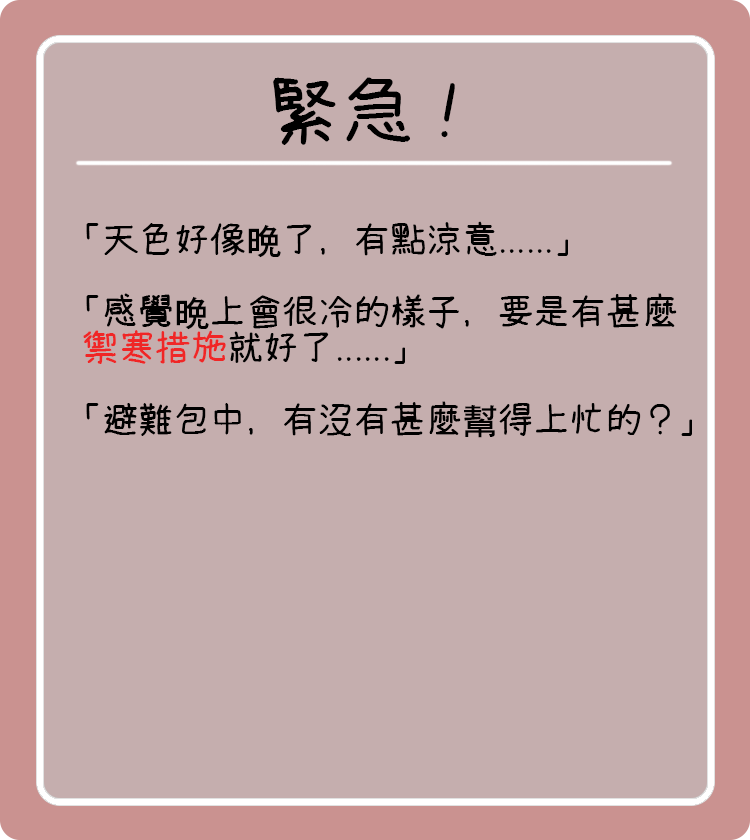 緊急！
「天色好像晚了，有點涼意……」
「感覺晚上會很冷的樣子，要是有甚麼
禦寒措施就好了……」
「避難包中，有沒有甚麼幫得上忙的？」